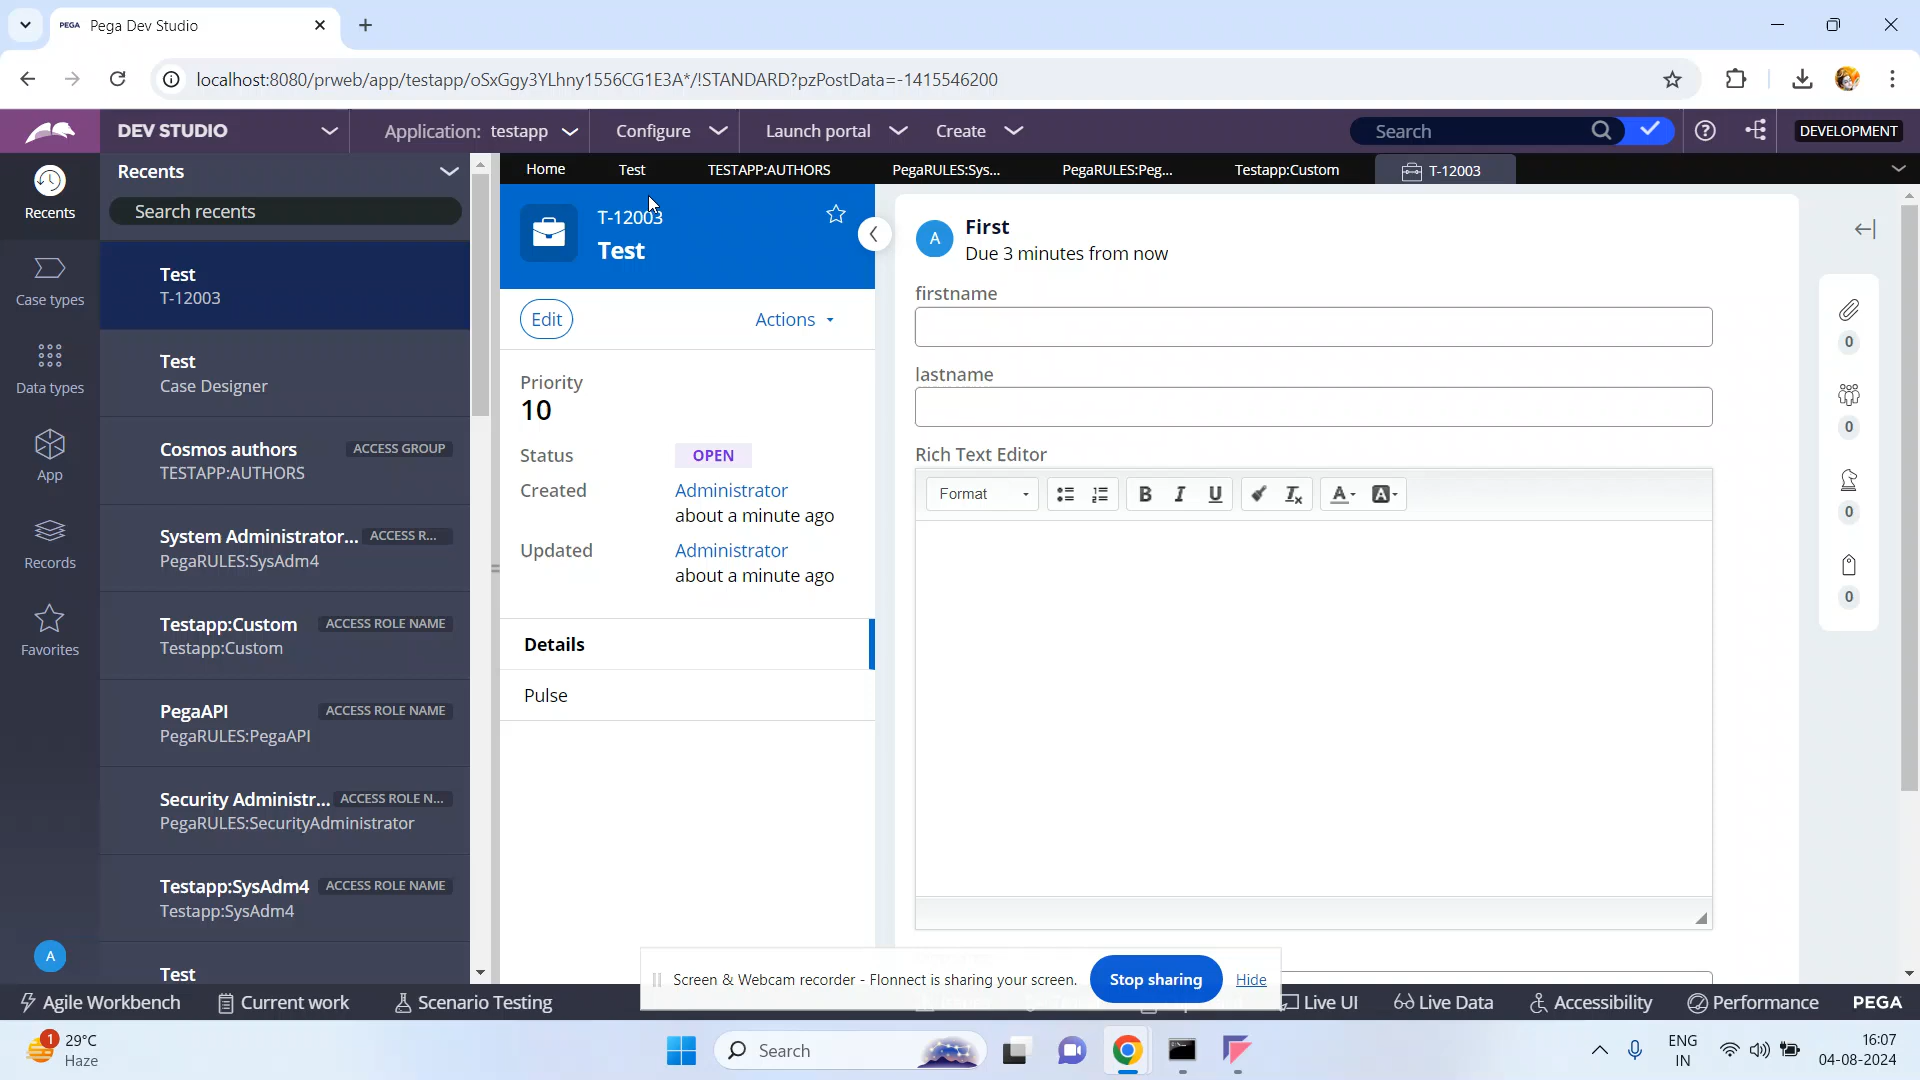 PEGA Pega Dev Studio
localhost:8080/prweb/app/testapp/oSxGgy3YLhny1556CG1E3A*/!STANDARD?pzPostData=-1415546200
DEV STUDIO
Application: testapp
Configure
Launch portal
Create
Search
DEVELOPMENT
Recents
Case types
Data types
App
Records
Favorites
A
Recents
Search recents
Test
T-12003
Test
Case Designer
Cosmos authors ACCESS GROUP
TESTAPP:AUTHORS
System Administrator... ACCESS R...
PegaRULES:SysAdm4
Testapp:Custom ACCESS ROLE NAME
Testapp:Custom
PegaAPI ACCESS ROLE NAME
PegaRULES:PegaAPI
Security Administr... ACCESS ROLE N...
PegaRULES:SecurityAdministrator
Testapp:SysAdm4 ACCESS ROLE NAME
Testapp:SysAdm4
Test
Home Test TESTAPP:AUTHORS PegaRULES:Sys... PegaRULES:Peg... Testapp:Custom T-12003
T-12003
Test
Edit Actions
Priority
10
Status OPEN
Created Administrator
about a minute ago
Updated Administrator
about a minute ago
Details
Pulse
A
First
Due 3 minutes from now
firstname
lastname
Rich Text Editor
Format B I U Tx A A
0
0
0
0
Screen & Webcam recorder - Flonnect is sharing your screen. Stop sharing Hide
Agile Workbench Current work Scenario Testing Live UI Live Data Accessibility Performance PEGA
1 29°C
Haze
Search
ENG
IN
16:07
04-08-2024